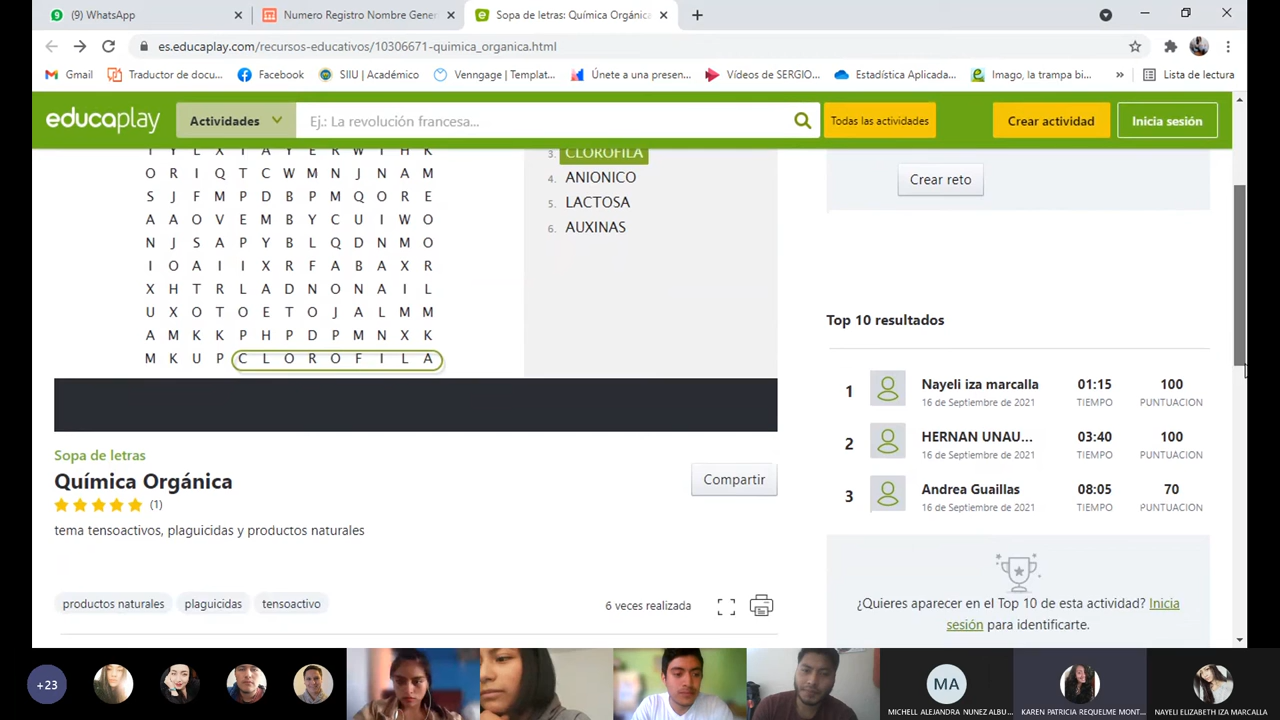 (9) WhatsApp
Numero Registro Nombre Gener
Sopa de letras: Química Orgánica
es.educaplay.com/recursos-educativos/10306671-quimica_organica.html
Gmail
Traductor de docu...
Facebook
SIIU | Académico
Venngage | Templat...
Únete a una presen...
Vídeos de SERGIO...
Estadística Aplicada...
Imago, la trampa bi...
»
Lista de lectura
educaplay
Actividades
Ej.: La revolución francesa...
Todas las actividades
Crear actividad
Inicia sesión
T Y L X T A Y E R W T H K
O R I Q T C W M N J N A M
S J F M P D B P M Q O R E
A A O V E M B Y C U I W O
N J S A P Y B L Q D N M O
I O A I I X R F A B A X R
X H T R L A D N O N A I L
U X O T O E T O J A L M M
A M K K P H P D P M N X K
M K U P C L O R O F I L A
3. CLOROFILA
4. ANIONICO
5. LACTOSA
6. AUXINAS
Crear reto
Top 10 resultados
1 Nayeli iza marcalla 01:15 100
16 de Septiembre de 2021 TIEMPO PUNTUACION
2 HERNAN UNAU... 03:40 100
16 de Septiembre de 2021 TIEMPO PUNTUACION
3 Andrea Guaillas 08:05 70
16 de Septiembre de 2021 TIEMPO PUNTUACION
¿Quieres aparecer en el Top 10 de esta actividad? Inicia
sesión para identificarte.
Sopa de letras
Química Orgánica
(1)
Compartir
tema tensoactivos, plaguicidas y productos naturales
productos naturales
plaguicidas
tensoactivo
6 veces realizada
+23
MA
MICHELL ALEJANDRA NUNEZ ALBU...
KAREN PATRICIA REQUELME MONT...
NAYELI ELIZABETH IZA MARCALLA